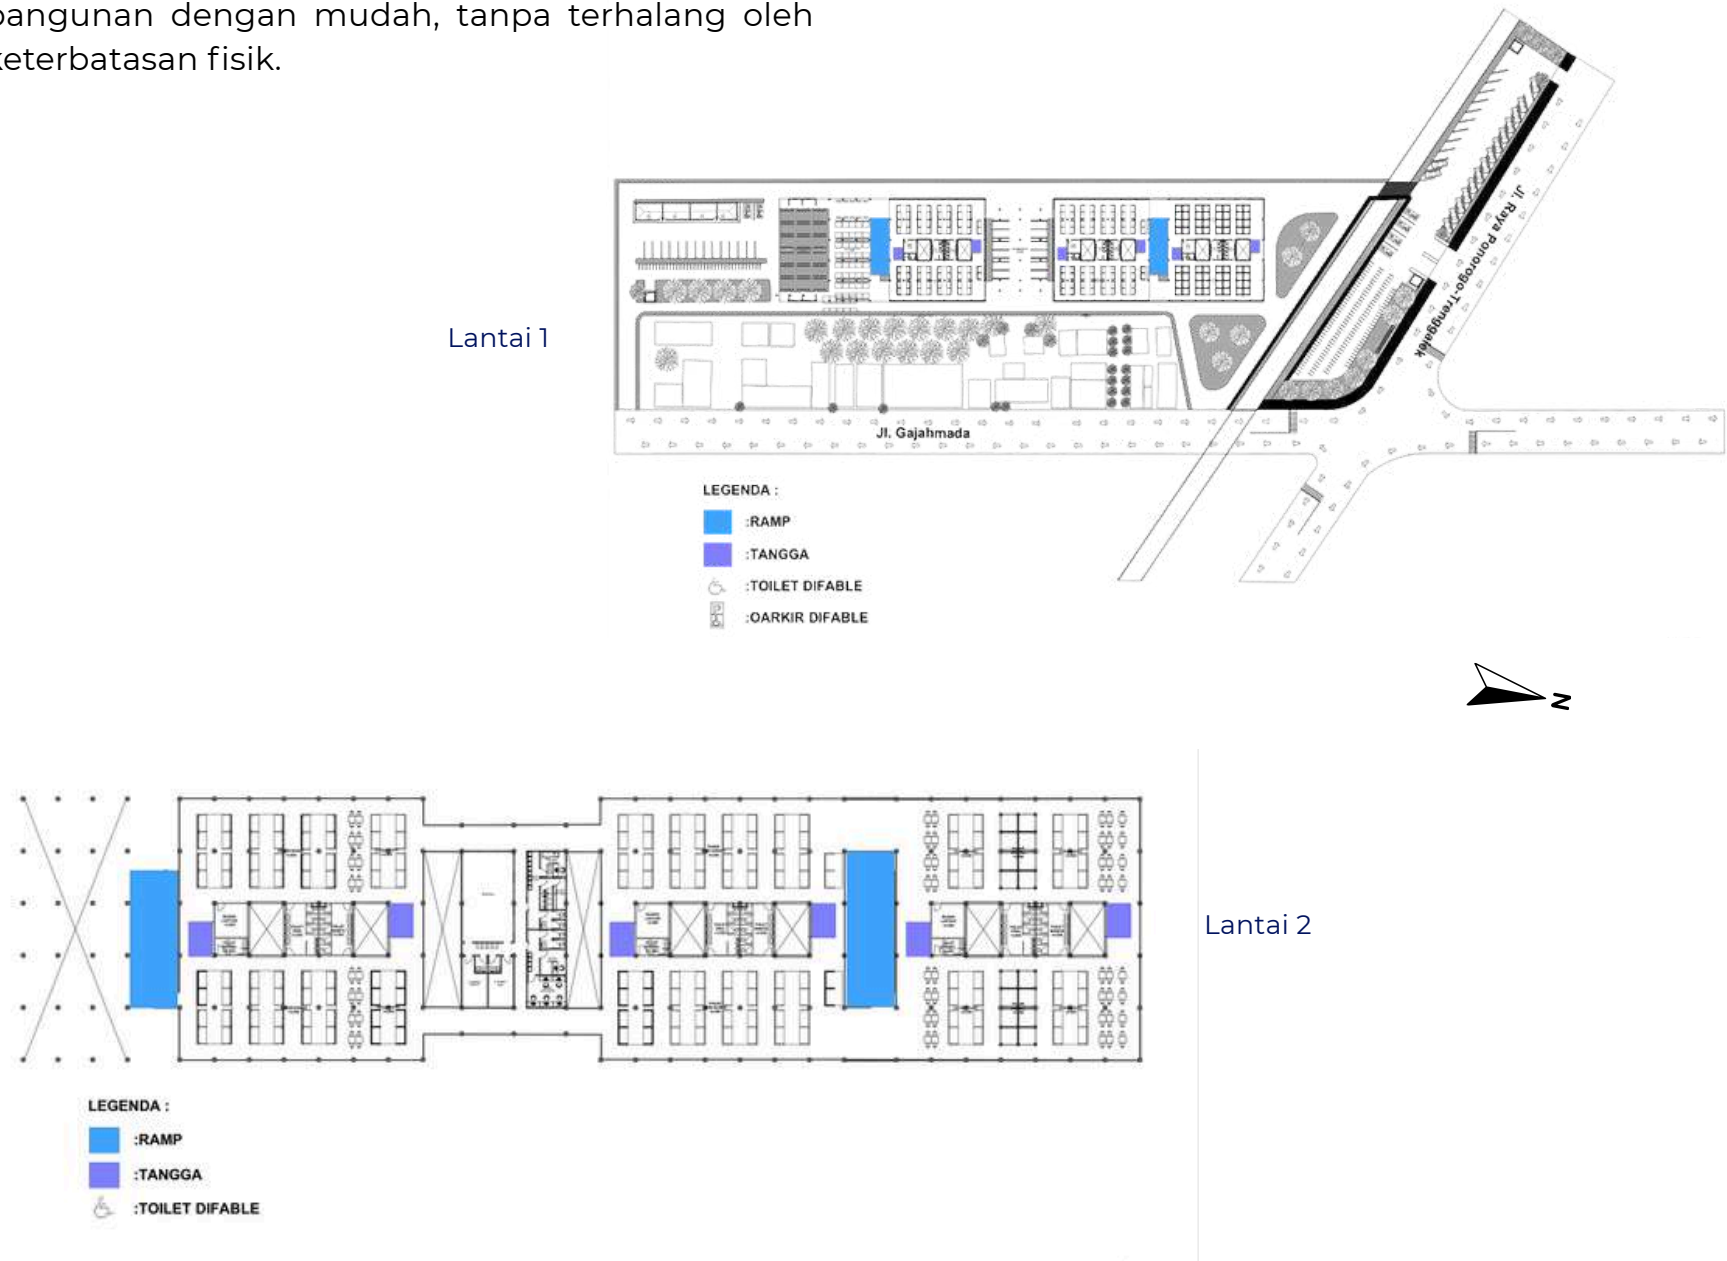 bangunan dengan mudah, tanpa terhalang oleh
keterbatasan fisik.
Lantai 1
Jl. Raya Ponorogo-Trenggalek
Jl. Gajahmada
LEGENDA :
:RAMP
:TANGGA
:TOILET DIFABLE
:OARKIR DIFABLE
N
Lantai 2
LEGENDA :
:RAMP
:TANGGA
:TOILET DIFABLE